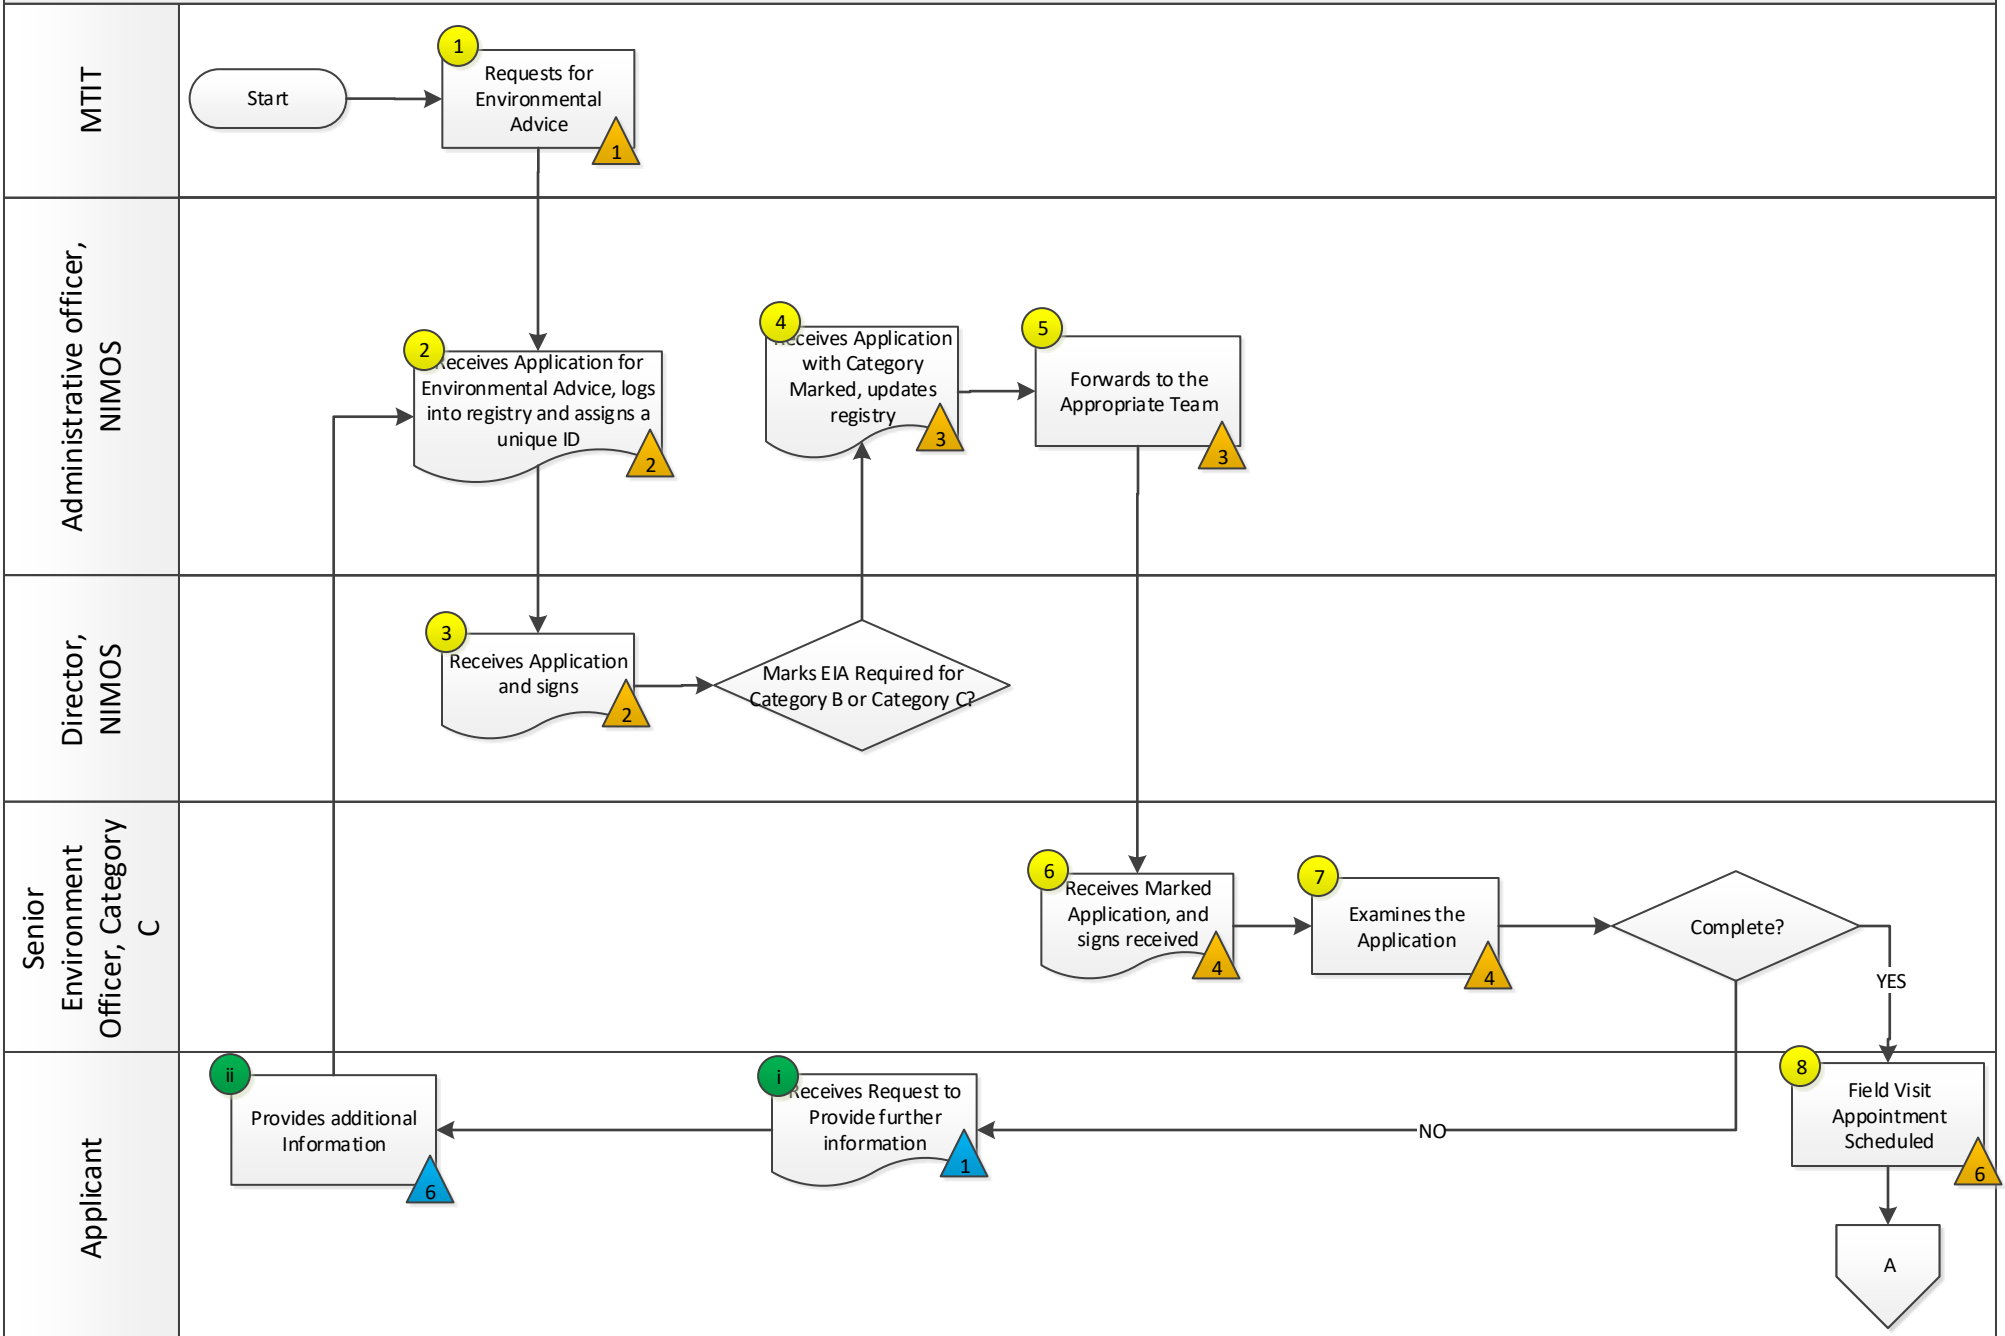 MTIT
Start
1
Requests for
Environmental
Advice
1
Administrative officer,
NIMOS
2
eceives Application for
Environmental Advice, logs
into registry and assigns a
unique ID
2
4
eceives Application
with Category
Marked, updates
registry
3
5
Forwards to the
Appropriate Team
3
Director,
NIMOS
3
Receives Application
and signs
2
Marks EIA Required for
Category B or Category C?
Senior
Environment
Officer, Category
C
6
Receives Marked
Application, and
signs received
4
7
Examines the
Application
4
Complete?
YES
NO
Applicant
ii
Provides additional
Information
6
i
eceives Request to
Provide further
information
1
8
Field Visit
Appointment
Scheduled
6
A